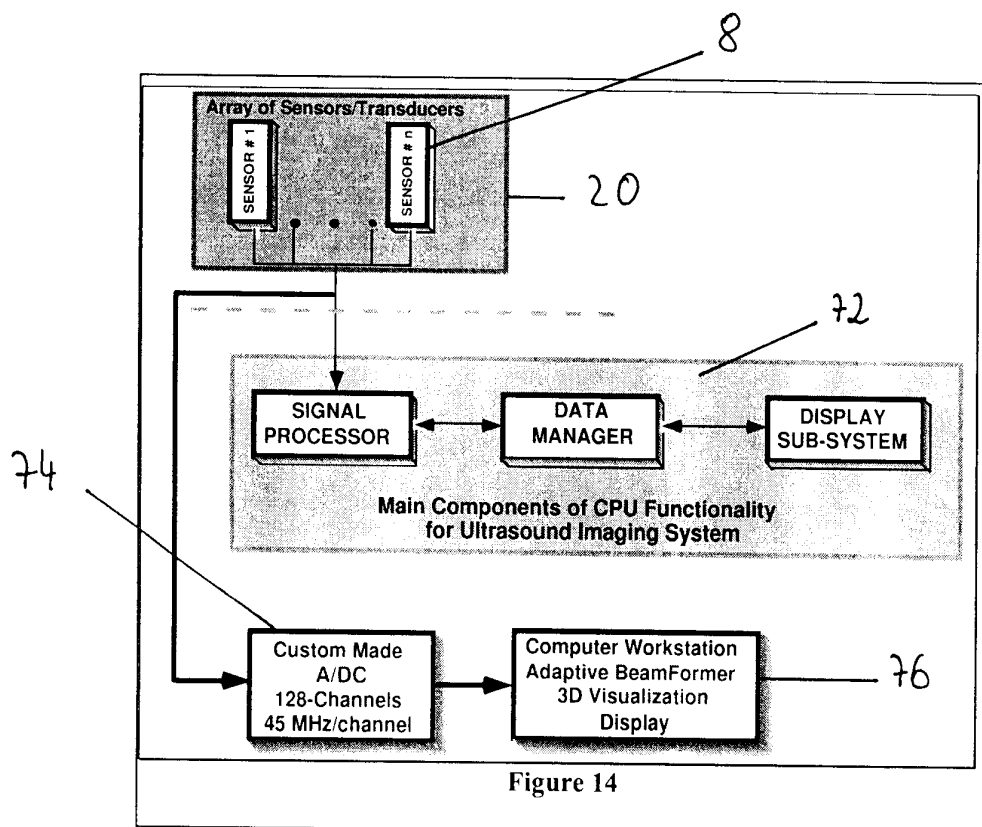 8
Array of Sensors/Transducers
SENSOR # 1
SENSOR # n
20
72
SIGNAL
PROCESSOR
DATA
MANAGER
DISPLAY
SUB-SYSTEM
74
Main Components of CPU Functionality
for Ultrasound Imaging System
Custom Made
A/DC
128-Channels
45 MHz/channel
Computer Workstation
Adaptive BeamFormer
3D Visualization
Display
76
Figure 14